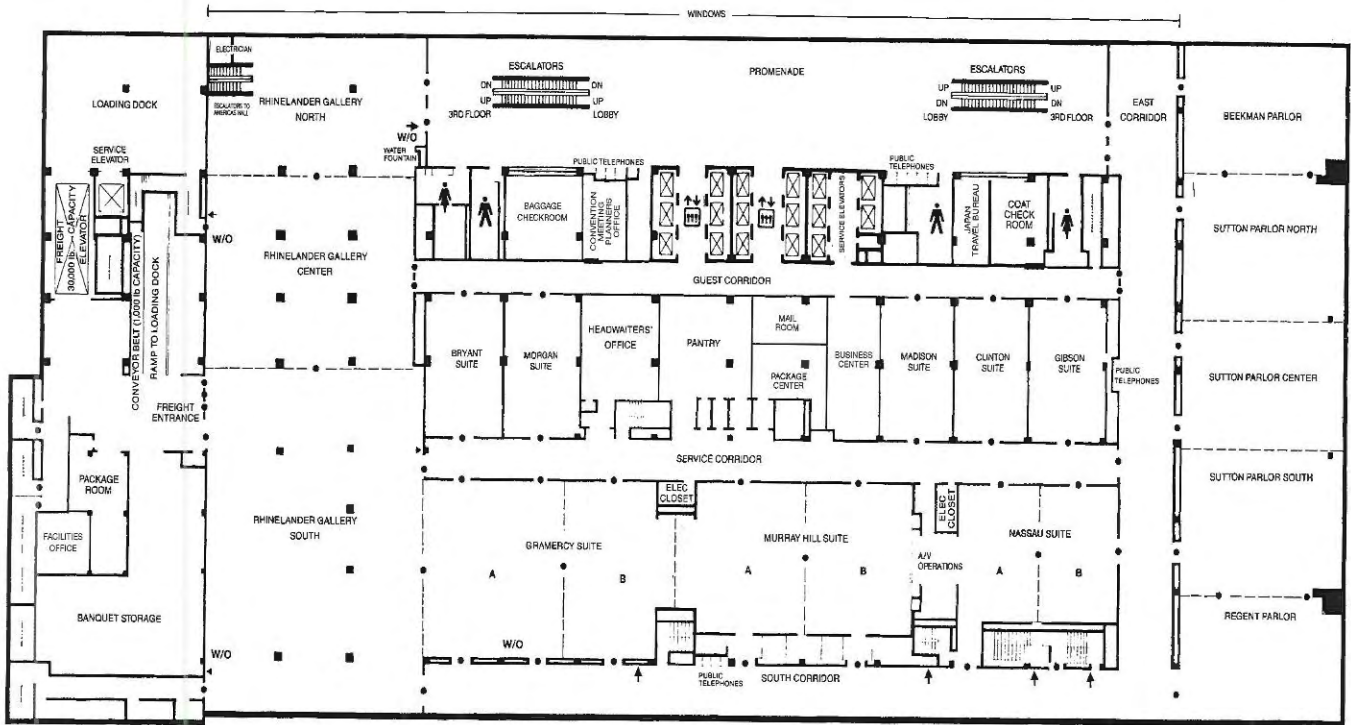 WINDOWS
ELECTRICIAN
ESCALATORS TO
AMERICAS HALL
LOADING DOCK
RHINELANDER GALLERY
NORTH
ESCALATORS
DN
UP
DN
UP
3RD FLOOR
LOBBY
PROMENADE
ESCALATORS
UP
DN
UP
DN
LOBBY
3RD FLOOR
EAST
CORRIDOR
BEEKMAN PARLOR
W/O
WATER
FOUNTAIN
SERVICE
ELEVATOR
PUBLIC TELEPHONES
PUBLIC
TELEPHONES
FREIGHT
30,000 lb CAPACITY
ELEVATOR
CONVEYOR BELT (1,000 lb CAPACITY)
RAMP TO LOADING DOCK
W/O
BAGGAGE
CHECKROOM
CONVENTION
MEETING
PLANNERS
OFFICE
SERVICE ELEVATORS
JAPAN
TRAVEL BUREAU
COAT
CHECK
ROOM
SUTTON PARLOR NORTH
RHINELANDER GALLERY
CENTER
GUEST CORRIDOR
BRYANT
SUITE
MORGAN
SUITE
HEADWAITERS'
OFFICE
PANTRY
MAIL
ROOM
PACKAGE
CENTER
BUSINESS
CENTER
MADISON
SUITE
CLINTON
SUITE
GIBSON
SUITE
PUBLIC
TELEPHONES
SUTTON PARLOR CENTER
FREIGHT
ENTRANCE
SERVICE CORRIDOR
PACKAGE
ROOM
FACILITIES
OFFICE
RHINELANDER GALLERY
SOUTH
ELEC
CLOSET
ELEC
CLOSET
SUTTON PARLOR SOUTH
GRAMERCY SUITE
A
B
MURRAY HILL SUITE
A
B
A/V
OPERATIONS
NASSAU SUITE
A
B
BANQUET STORAGE
REGENT PARLOR
W/O
W/O
PUBLIC
TELEPHONES
SOUTH CORRIDOR